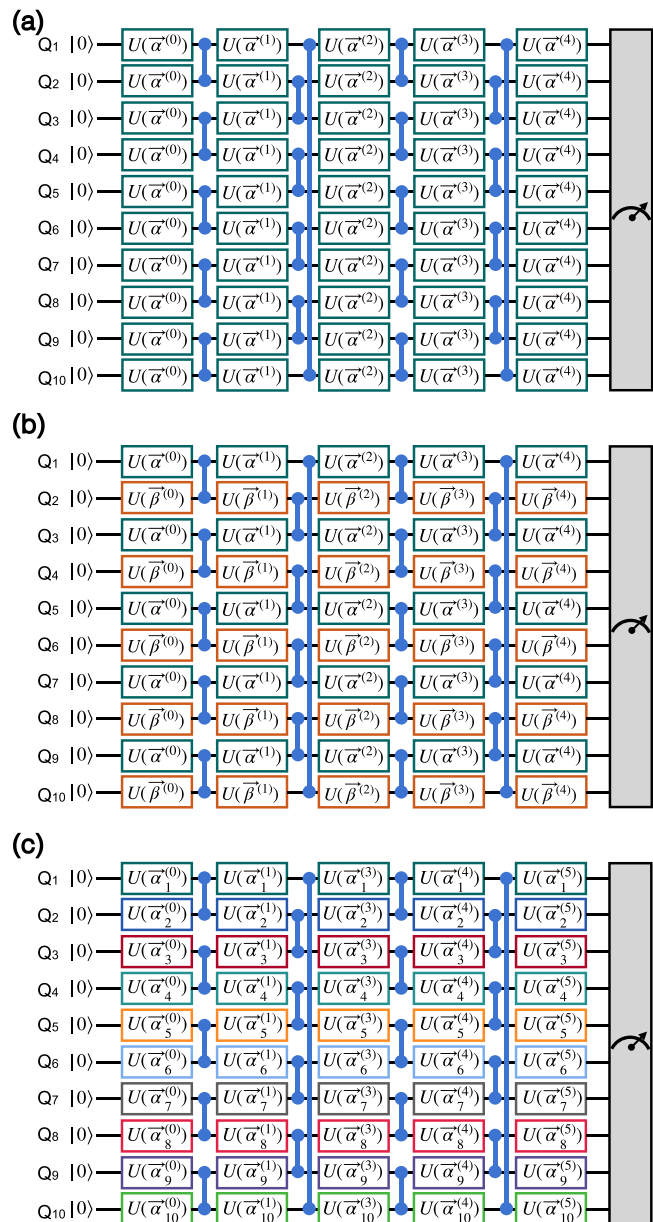 (a)
Q1 |0⟩ U(α⃗^(0)) U(α⃗^(1)) U(α⃗^(2)) U(α⃗^(3)) U(α⃗^(4))
Q2 |0⟩ U(α⃗^(0)) U(α⃗^(1)) U(α⃗^(2)) U(α⃗^(3)) U(α⃗^(4))
Q3 |0⟩ U(α⃗^(0)) U(α⃗^(1)) U(α⃗^(2)) U(α⃗^(3)) U(α⃗^(4))
Q4 |0⟩ U(α⃗^(0)) U(α⃗^(1)) U(α⃗^(2)) U(α⃗^(3)) U(α⃗^(4))
Q5 |0⟩ U(α⃗^(0)) U(α⃗^(1)) U(α⃗^(2)) U(α⃗^(3)) U(α⃗^(4))
Q6 |0⟩ U(α⃗^(0)) U(α⃗^(1)) U(α⃗^(2)) U(α⃗^(3)) U(α⃗^(4))
Q7 |0⟩ U(α⃗^(0)) U(α⃗^(1)) U(α⃗^(2)) U(α⃗^(3)) U(α⃗^(4))
Q8 |0⟩ U(α⃗^(0)) U(α⃗^(1)) U(α⃗^(2)) U(α⃗^(3)) U(α⃗^(4))
Q9 |0⟩ U(α⃗^(0)) U(α⃗^(1)) U(α⃗^(2)) U(α⃗^(3)) U(α⃗^(4))
Q10 |0⟩ U(α⃗^(0)) U(α⃗^(1)) U(α⃗^(2)) U(α⃗^(3)) U(α⃗^(4))
(b)
Q1 |0⟩ U(α⃗^(0)) U(α⃗^(1)) U(α⃗^(2)) U(α⃗^(3)) U(α⃗^(4))
Q2 |0⟩ U(β⃗^(0)) U(β⃗^(1)) U(β⃗^(2)) U(β⃗^(3)) U(β⃗^(4))
Q3 |0⟩ U(α⃗^(0)) U(α⃗^(1)) U(α⃗^(2)) U(α⃗^(3)) U(α⃗^(4))
Q4 |0⟩ U(β⃗^(0)) U(β⃗^(1)) U(β⃗^(2)) U(β⃗^(3)) U(β⃗^(4))
Q5 |0⟩ U(α⃗^(0)) U(α⃗^(1)) U(α⃗^(2)) U(α⃗^(3)) U(α⃗^(4))
Q6 |0⟩ U(β⃗^(0)) U(β⃗^(1)) U(β⃗^(2)) U(β⃗^(3)) U(β⃗^(4))
Q7 |0⟩ U(α⃗^(0)) U(α⃗^(1)) U(α⃗^(2)) U(α⃗^(3)) U(α⃗^(4))
Q8 |0⟩ U(β⃗^(0)) U(β⃗^(1)) U(β⃗^(2)) U(β⃗^(3)) U(β⃗^(4))
Q9 |0⟩ U(α⃗^(0)) U(α⃗^(1)) U(α⃗^(2)) U(α⃗^(3)) U(α⃗^(4))
Q10 |0⟩ U(β⃗^(0)) U(β⃗^(1)) U(β⃗^(2)) U(β⃗^(3)) U(β⃗^(4))
(c)
Q1 |0⟩ U(α⃗_1^(0)) U(α⃗_1^(1)) U(α⃗_1^(3)) U(α⃗_1^(4)) U(α⃗_1^(5))
Q2 |0⟩ U(α⃗_2^(0)) U(α⃗_2^(1)) U(α⃗_2^(3)) U(α⃗_2^(4)) U(α⃗_2^(5))
Q3 |0⟩ U(α⃗_3^(0)) U(α⃗_3^(1)) U(α⃗_3^(3)) U(α⃗_3^(4)) U(α⃗_3^(5))
Q4 |0⟩ U(α⃗_4^(0)) U(α⃗_4^(1)) U(α⃗_4^(3)) U(α⃗_4^(4)) U(α⃗_4^(5))
Q5 |0⟩ U(α⃗_5^(0)) U(α⃗_5^(1)) U(α⃗_5^(3)) U(α⃗_5^(4)) U(α⃗_5^(5))
Q6 |0⟩ U(α⃗_6^(0)) U(α⃗_6^(1)) U(α⃗_6^(3)) U(α⃗_6^(4)) U(α⃗_6^(5))
Q7 |0⟩ U(α⃗_7^(0)) U(α⃗_7^(1)) U(α⃗_7^(3)) U(α⃗_7^(4)) U(α⃗_7^(5))
Q8 |0⟩ U(α⃗_8^(0)) U(α⃗_8^(1)) U(α⃗_8^(3)) U(α⃗_8^(4)) U(α⃗_8^(5))
Q9 |0⟩ U(α⃗_9^(0)) U(α⃗_9^(1)) U(α⃗_9^(3)) U(α⃗_9^(4)) U(α⃗_9^(5))
Q10 |0⟩ U(α⃗_10^(0)) U(α⃗_10^(1)) U(α⃗_10^(3)) U(α⃗_10^(4)) U(α⃗_10^(5))